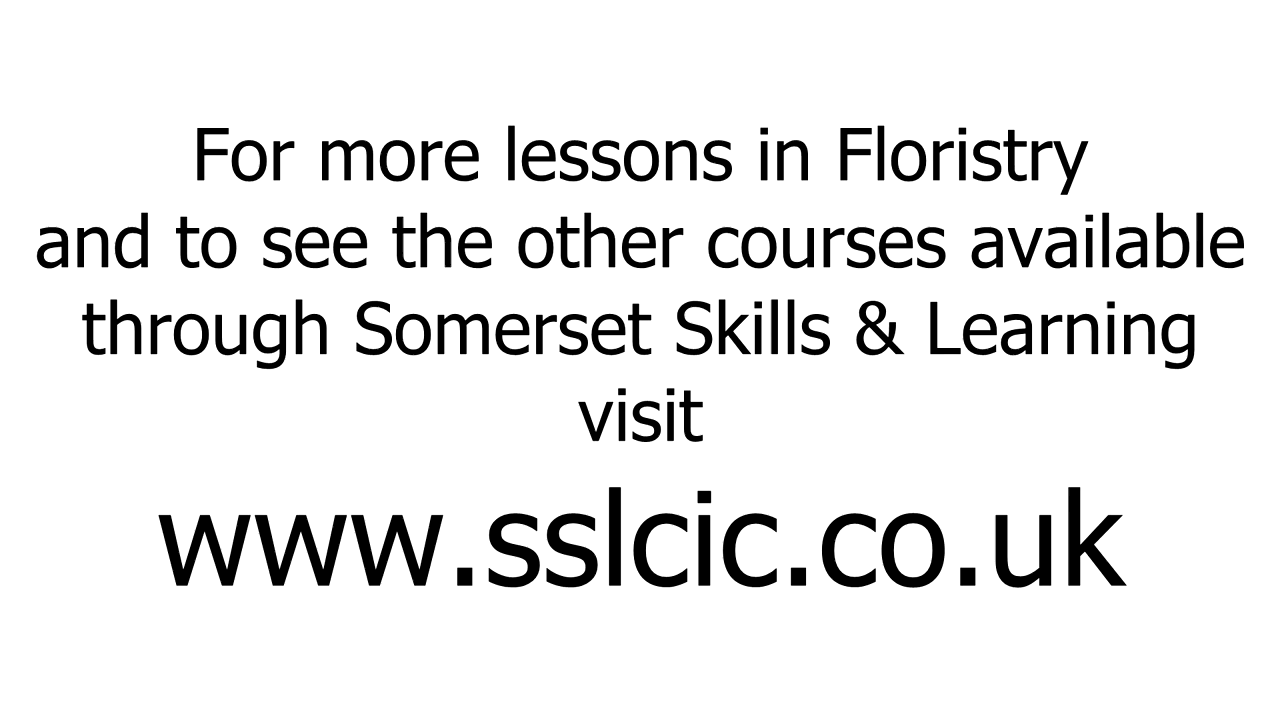 For more lessons in Floristry
and to see the other courses available
through Somerset Skills & Learning
visit
www.sslcic.co.uk